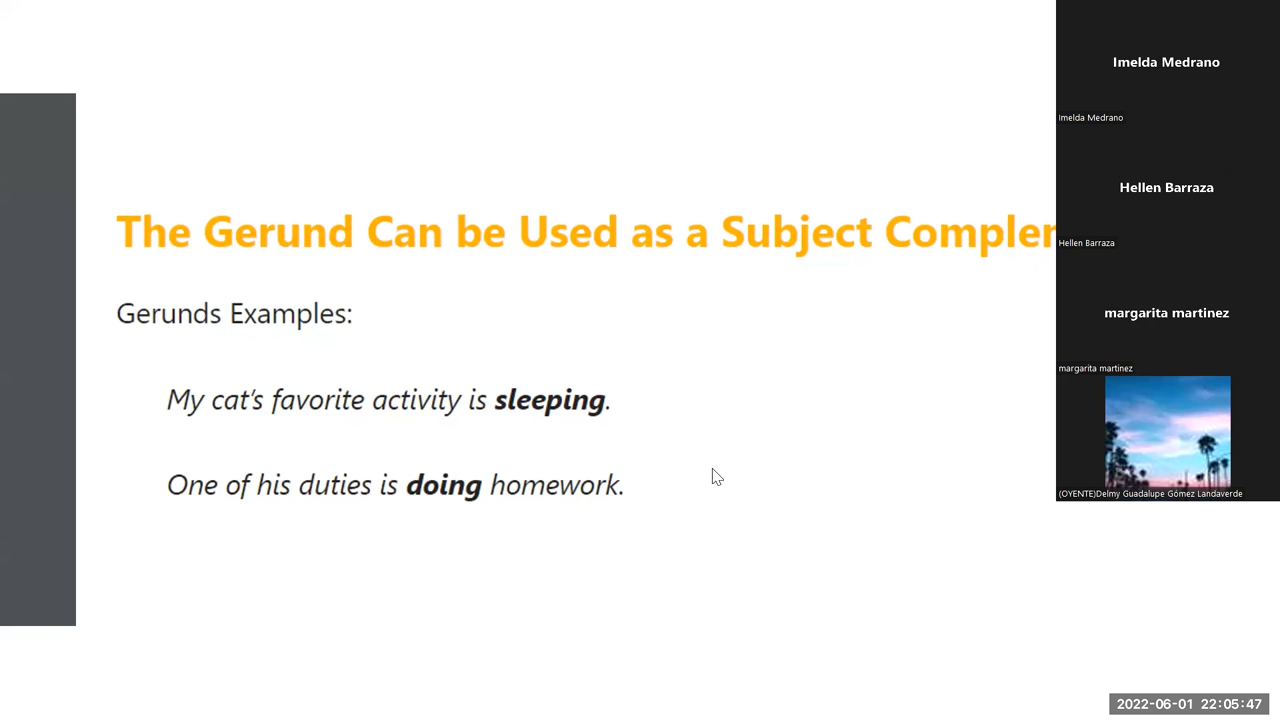 The Gerund Can be Used as a Subject
Gerunds Examples:
My cat's favorite activity is sleeping.
One of his duties is doing homework.
Imelda Medrano
Imelda Medrano
Hellen Barraza
Hellen Barraza
margarita martinez
margarita martinez
(OYENTE)Delmy Guadalupe Gómez Landaverde
2022-06-01 22:05:47